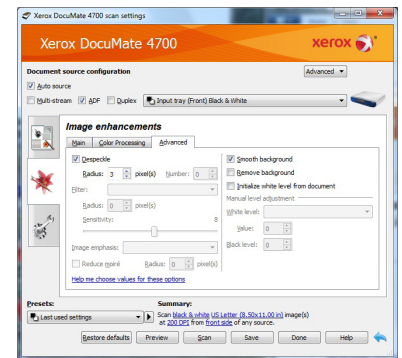 Xerox DocuMate 4700 scan settings
Xerox DocuMate 4700 xerox
Document source configuration Advanced
Auto source
Multi-stream ADF Duplex Input tray (Front) Black & White
Image enhancements
Main Color Processing Advanced
Despeckle Smooth background
Radius: 3 pixel(s) Number: 0 Remove background
Filter: Initialize white level from document
Radius: 0 pixel(s) Manual level adjustment
Sensitivity: 8 White level:
Value: 0
Image emphasis: Black level: 0
Reduce moiré Radius: 0 pixel(s)
Help me choose values for these options
Presets: Summary:
Last used settings Scan black & white US Letter (8.50x11.00 in) image(s)
at 200 DPI from front side of any source.
Restore defaults Preview Scan Save Done Help